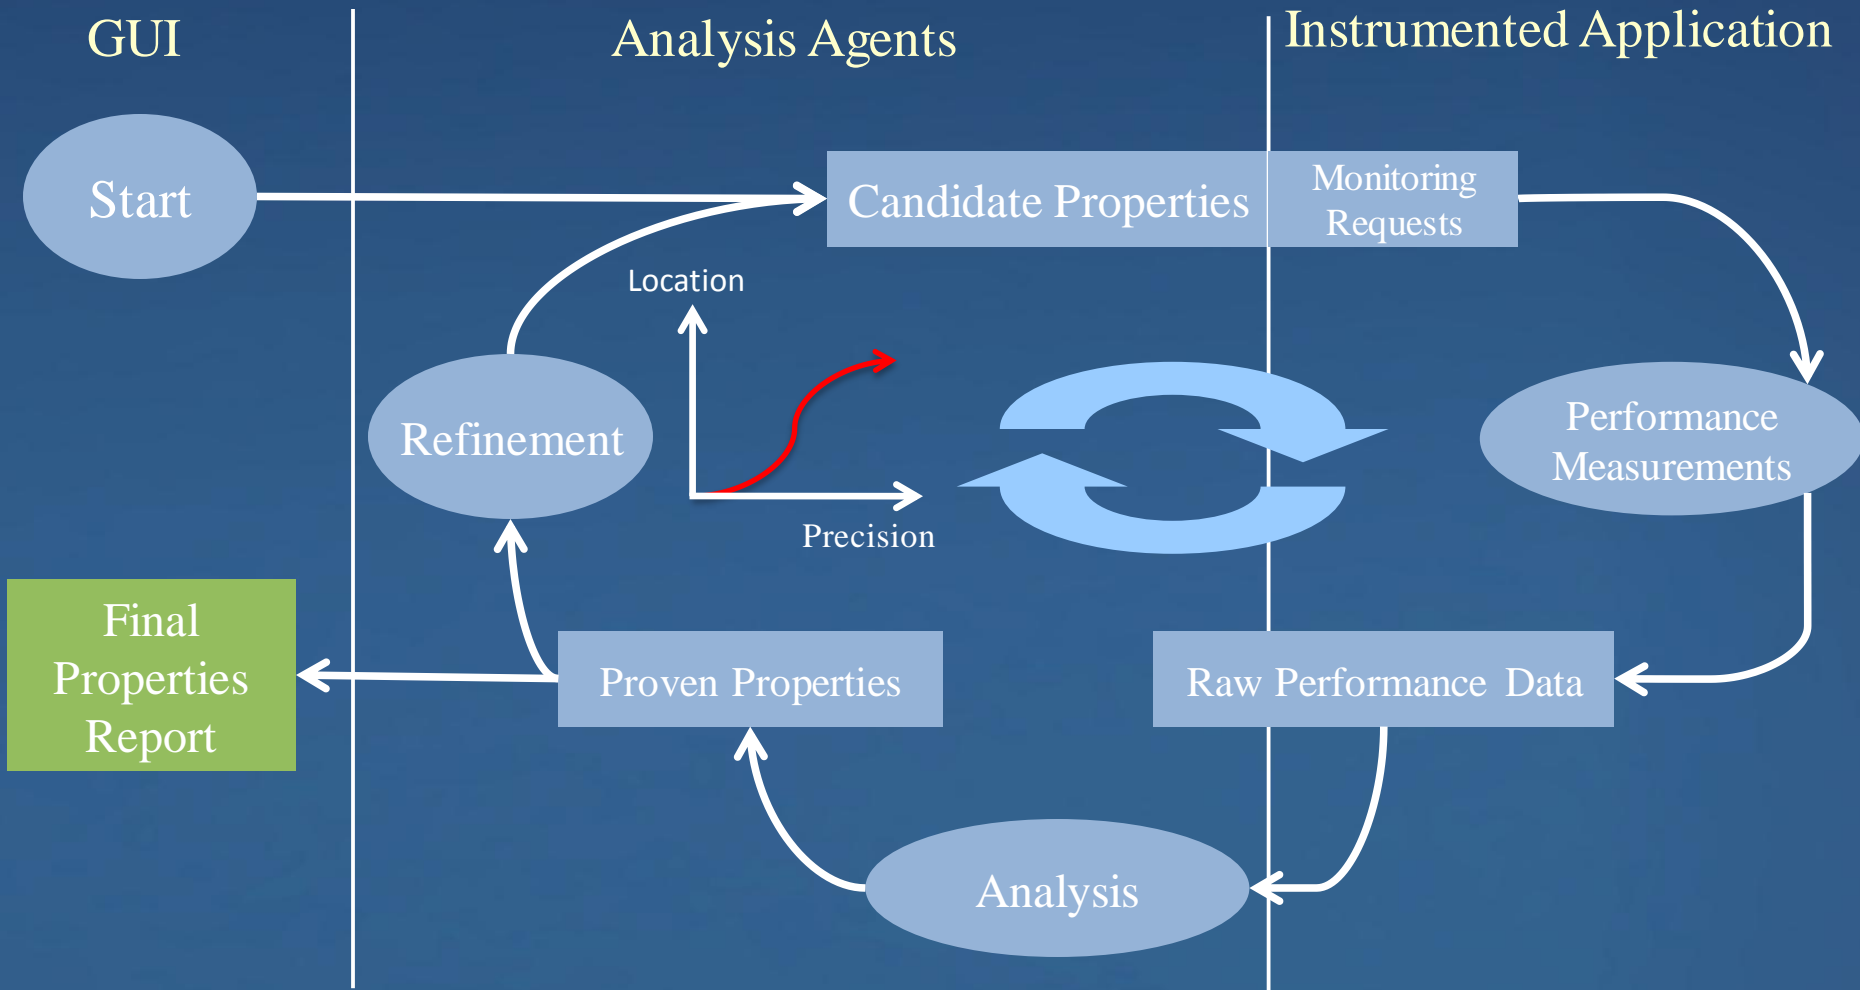 GUI
Analysis Agents
Instrumented Application
Start
Candidate Properties
Monitoring
Requests
Location
Refinement
Performance
Measurements
Precision
Final
Properties
Report
Proven Properties
Raw Performance Data
Analysis